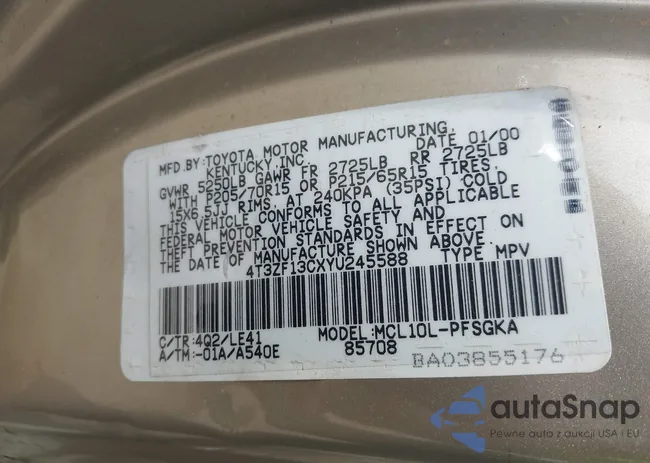 MFD.BY:TOYOTA MOTOR MANUFACTURING,
KENTUCKY,INC. DATE 01/00
GVWR 5250LB GAWR FR 2725LB RR 2725LB
WITH P205/70R15 OR P215/65R15 TIRES,
15X6.5JJ RIMS, AT 240KPA (35PSI) COLD
THIS VEHICLE CONFORMS TO ALL APPLICABLE
FEDERAL MOTOR VEHICLE SAFETY AND
THEFT PREVENTION STANDARDS IN EFFECT ON
THE DATE OF MANUFACTURE SHOWN ABOVE.
4T3ZF13CXYU245588 TYPE MPV
C/TR:4Q2/LE41 MODEL:MCL10L-PFSGKA
A/TM:-01A/A540E 85708
BA03855176
autaSnap
Pewne auta z aukcji USA i EU